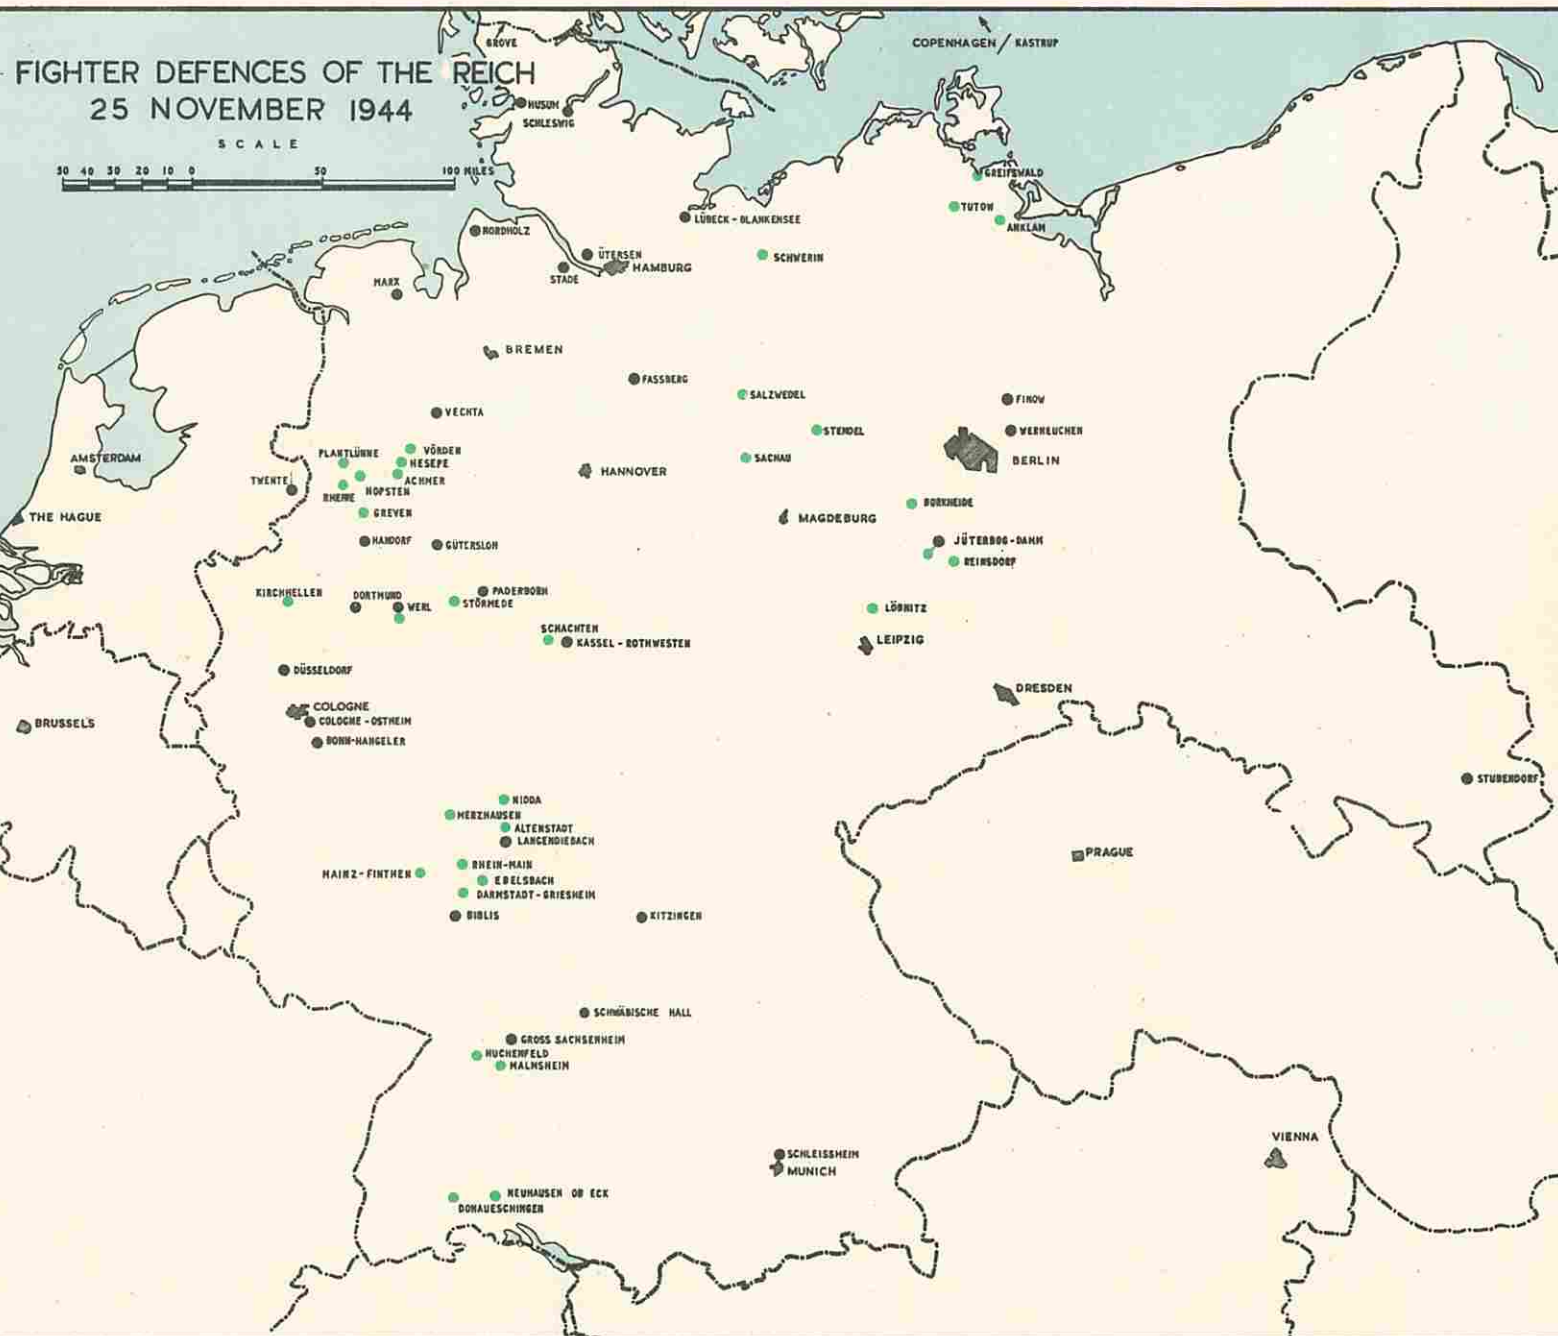 GROVE
COPENHAGEN / KASTRUP
FIGHTER DEFENCES OF THE REICH
25 NOVEMBER 1944
SCALE
50 40 30 20 10 0 50 100 MILES
HUSUM
SCHLESWIG
GREIFSWALD
TUTOW
ANKLAM
LÜBECK - BLANKENSEE
NORDHOLZ
ÜTERSEN
SCHWERIN
HAMBURG
STADE
MARX
BREMEN
FASSBERG
SALZWEDEL
FINOW
VECHTA
STENDEL
WERNEUCHEN
PLANTLÜNNE
VÖRDEN
AMSTERDAM
HESEPE
SACHAU
BERLIN
TWENTE
ACHMER
HANNOVER
HOPSTEN
RHEINE
BORKHEIDE
THE HAGUE
GREVEN
MAGDEBURG
HANDORF
GÜTERSLOH
JÜTERBOG-DAMM
REINSDORF
KIRCHHELLEN
DORTMUND
PADERBORN
WERL
STÖRMEDE
LÖBNITZ
SCHACHTEN
KASSEL - ROTHWESTEN
LEIPZIG
DÜSSELDORF
DRESDEN
COLOGNE
BRUSSELS
COLOGNE - OSTHEIM
BONN-HANGELER
STUBENDORF
NIDDA
MERZHAUSEN
ALTENSTADT
LANGENDIEBACH
PRAGUE
RHEIN-MAIN
MAINZ-FINTHEN
EDELSBACH
DARMSTADT-GRIESHEIM
BIBLIS
KITZINGEN
SCHWÄBISCHE HALL
GROSS SACHSENHEIM
HUCHENFELD
MALMSHEIM
VIENNA
SCHLEISSHEIM
MUNICH
NEUHAUSEN OB ECK
DONAUESCHINGEN